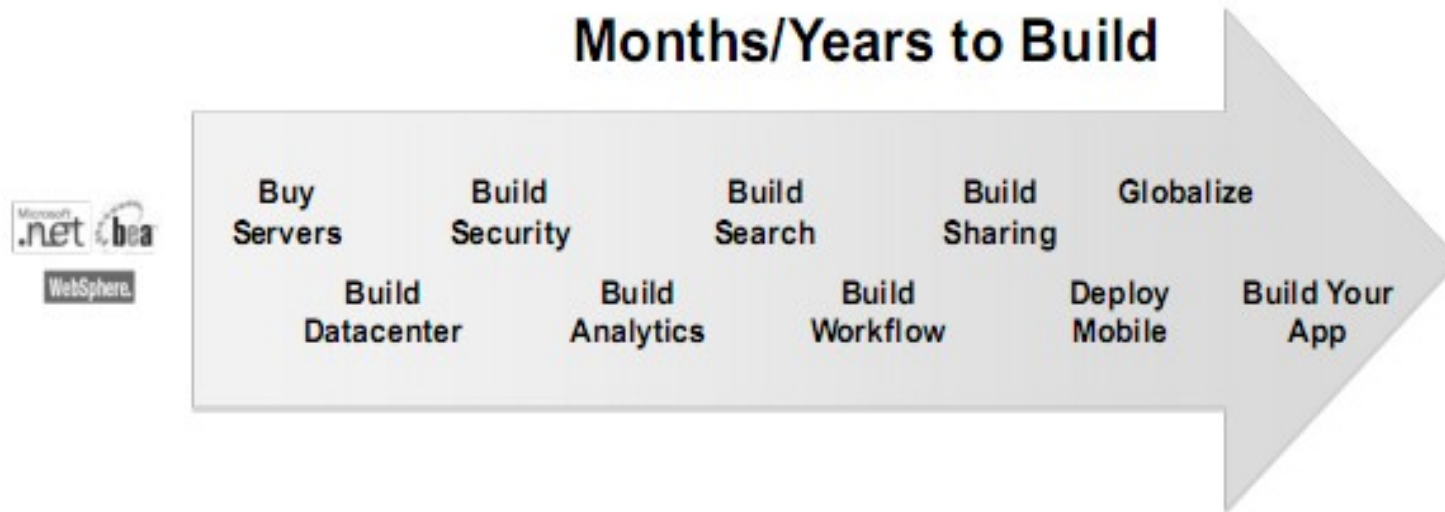 Months/Years to Build
Buy
Servers
Build
Datacenter
Build
Security
Build
Analytics
Build
Search
Build
Workflow
Build
Sharing
Deploy
Mobile
Globalize
Build Your
App
Microsoft
.net
bea
WebSphere.